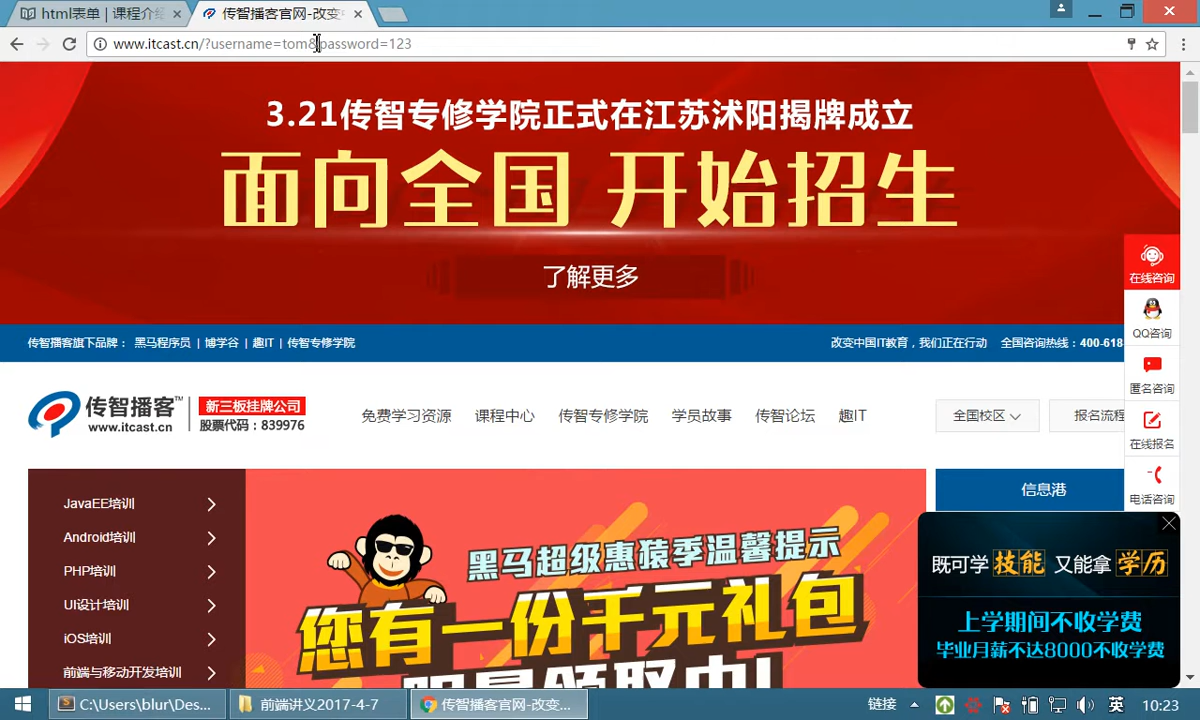 html表单 | 课程介绍
传智播客官网-改变中
www.itcast.cn/?username=tom&password=123
3.21传智专修学院正式在江苏沭阳揭牌成立
面向全国 开始招生
了解更多
在线咨询
QQ咨询
匿名咨询
在线报名
电话咨询
传智播客旗下品牌： 黑马程序员 | 博学谷 | 趣IT | 传智专修学院
改变中国IT教育，我们正在行动 全国咨询热线：400-618
传智播客™
www.itcast.cn
新三板挂牌公司
股票代码：839976
免费学习资源 课程中心 传智专修学院 学员故事 传智论坛 趣IT
全国校区
报名流程
JavaEE培训
Android培训
PHP培训
UI设计培训
iOS培训
前端与移动开发培训
黑马超级惠猿季温馨提示
您有一份千元礼包
信息港
既可学 技能 又能拿 学历
上学期间不收学费
毕业月薪不达8000不收学费
C:\Users\blur\Des...
前端讲义2017-4-7
传智播客官网-改变...
链接
英
10:23